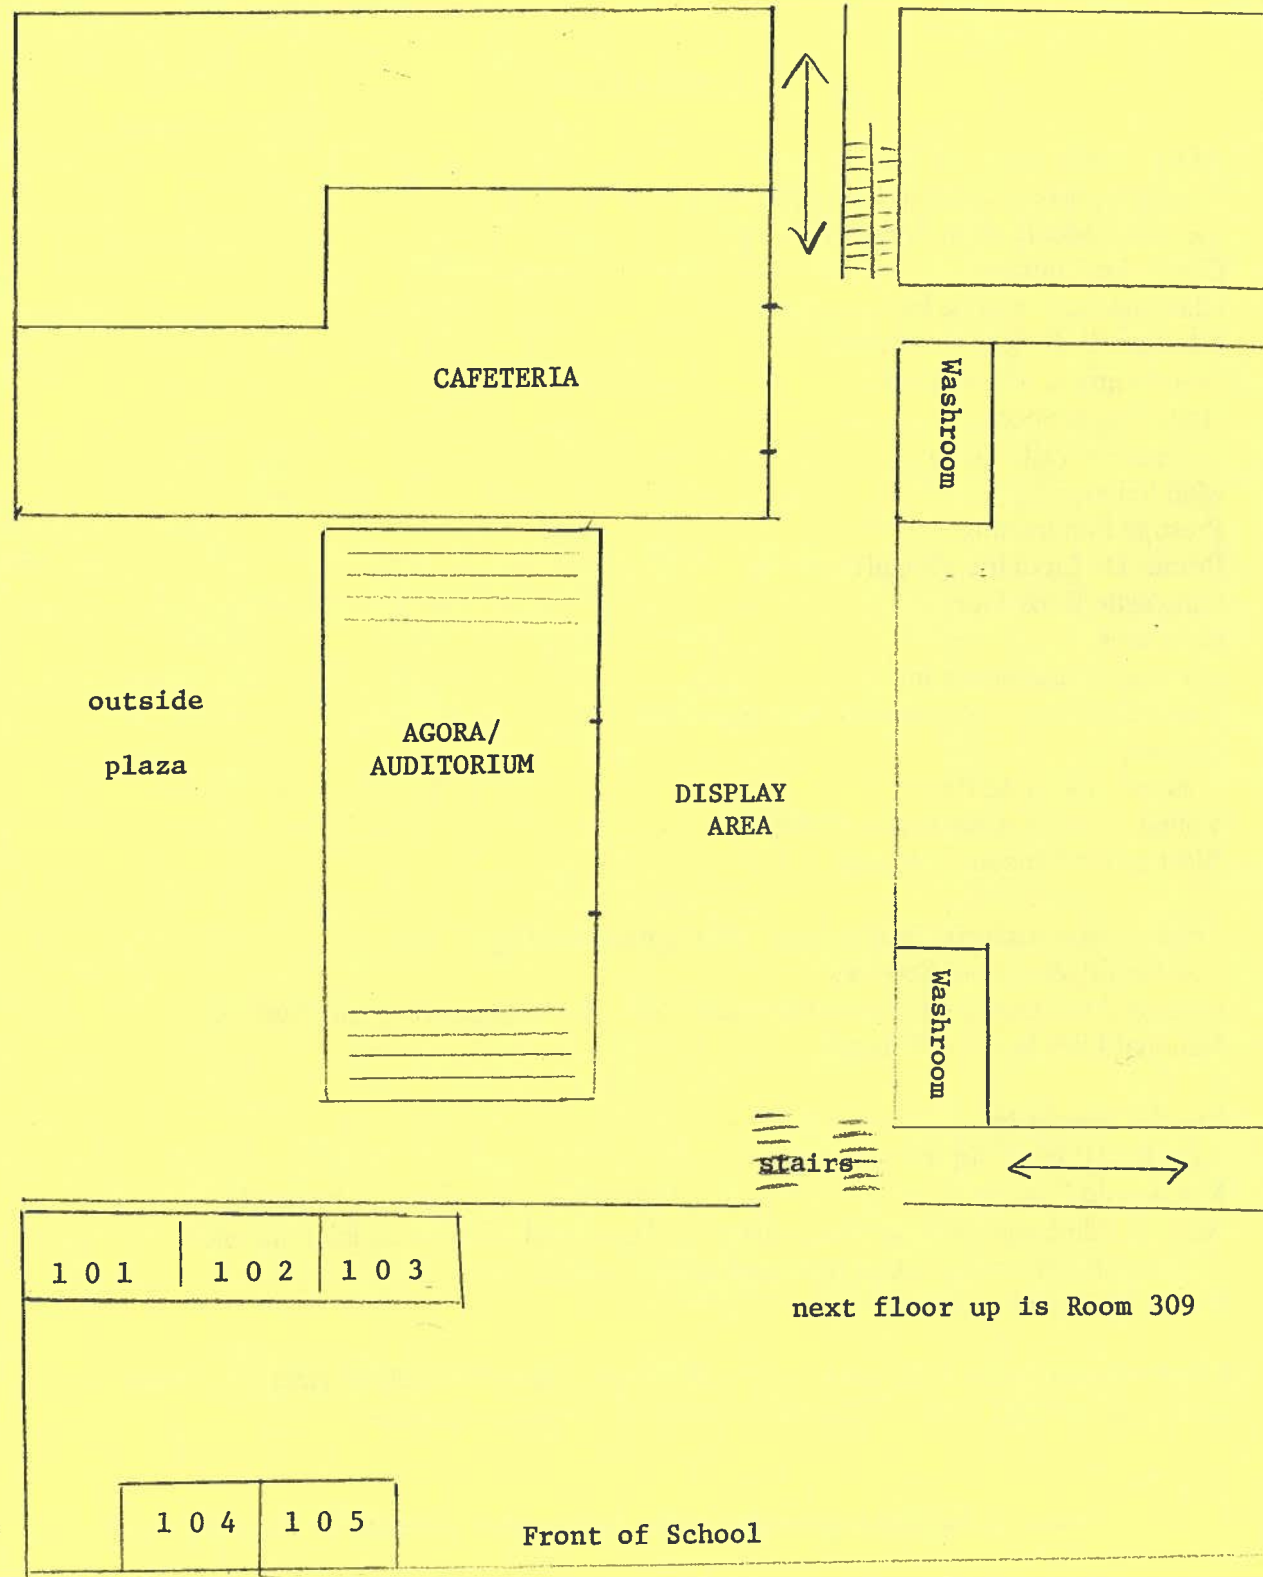 CAFETERIA
Washroom
outside
plaza
AGORA/
AUDITORIUM
DISPLAY
AREA
Washroom
stairs
101 102 103
next floor up is Room 309
104 105
Front of School